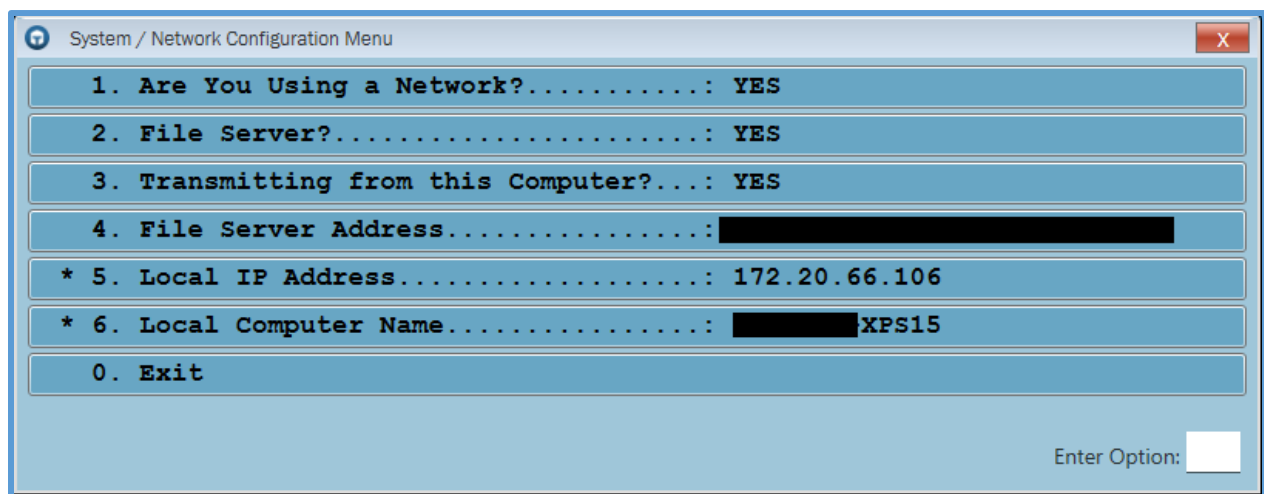 System / Network Configuration Menu
X
1. Are You Using a Network?...........: YES
2. File Server?.......................: YES
3. Transmitting from this Computer?...: YES
4. File Server Address................:
* 5. Local IP Address...................: 172.20.66.106
* 6. Local Computer Name................: XPS15
0. Exit
Enter Option: